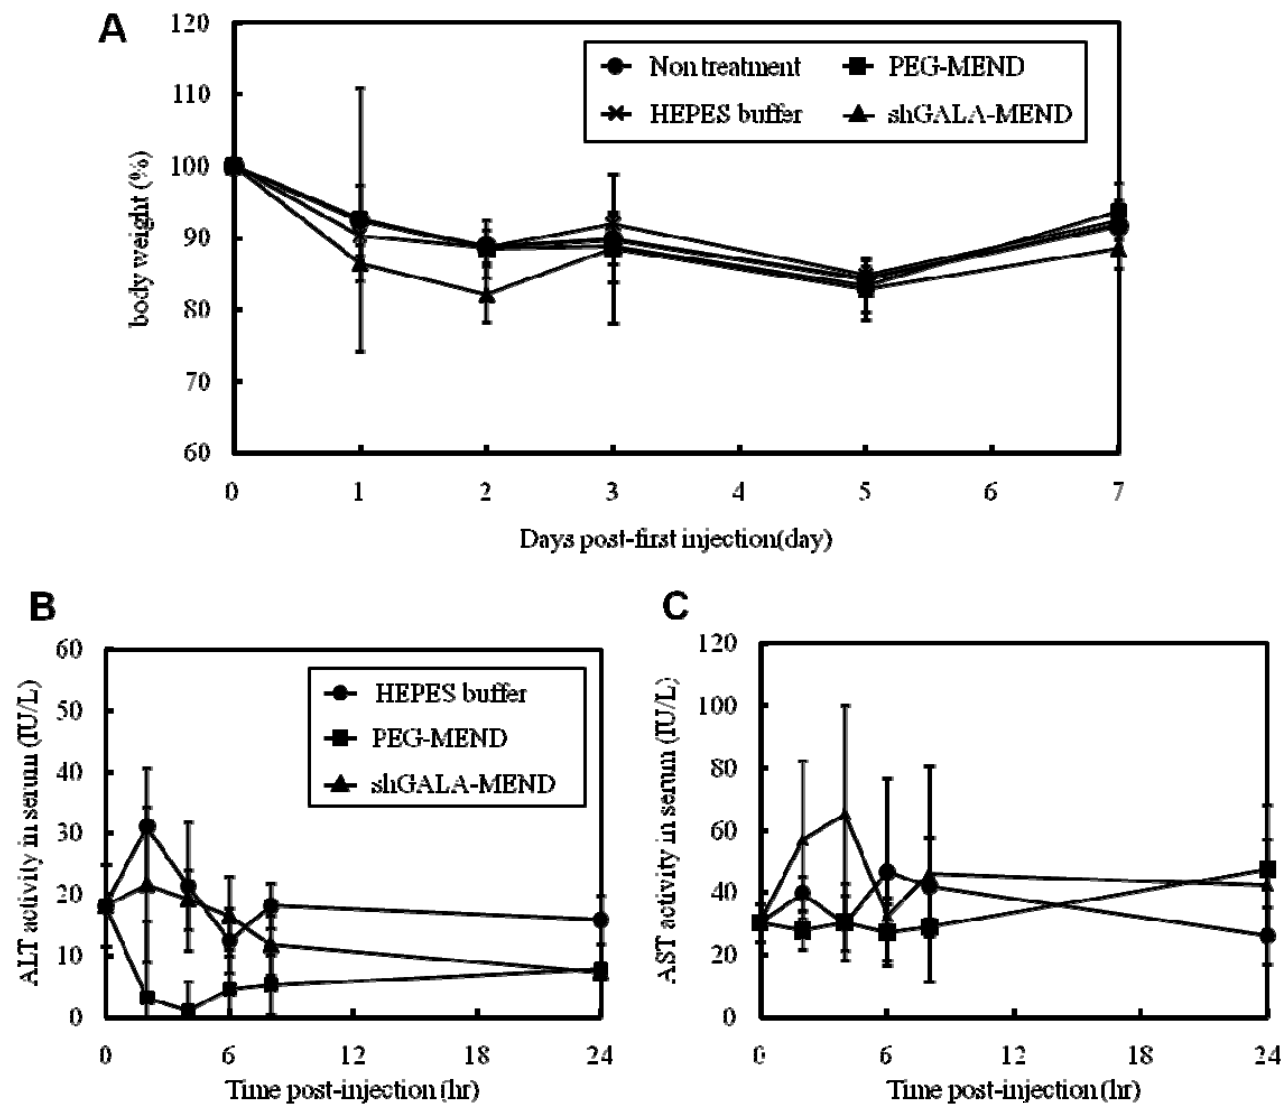 A
120
110
100
90
80
70
60
body weight (%)
Non treatment
PEG-MEND
HEPES buffer
shGALA-MEND
0 1 2 3 4 5 6 7
Days post-first injection(day)
B
60
50
40
30
20
10
0
ALT activity in serum (IU/L)
HEPES buffer
PEG-MEND
shGALA-MEND
0 6 12 18 24
Time post-injection (hr)
C
120
100
80
60
40
20
0
AST activity in serum (IU/L)
0 6 12 18 24
Time post-injection (hr)